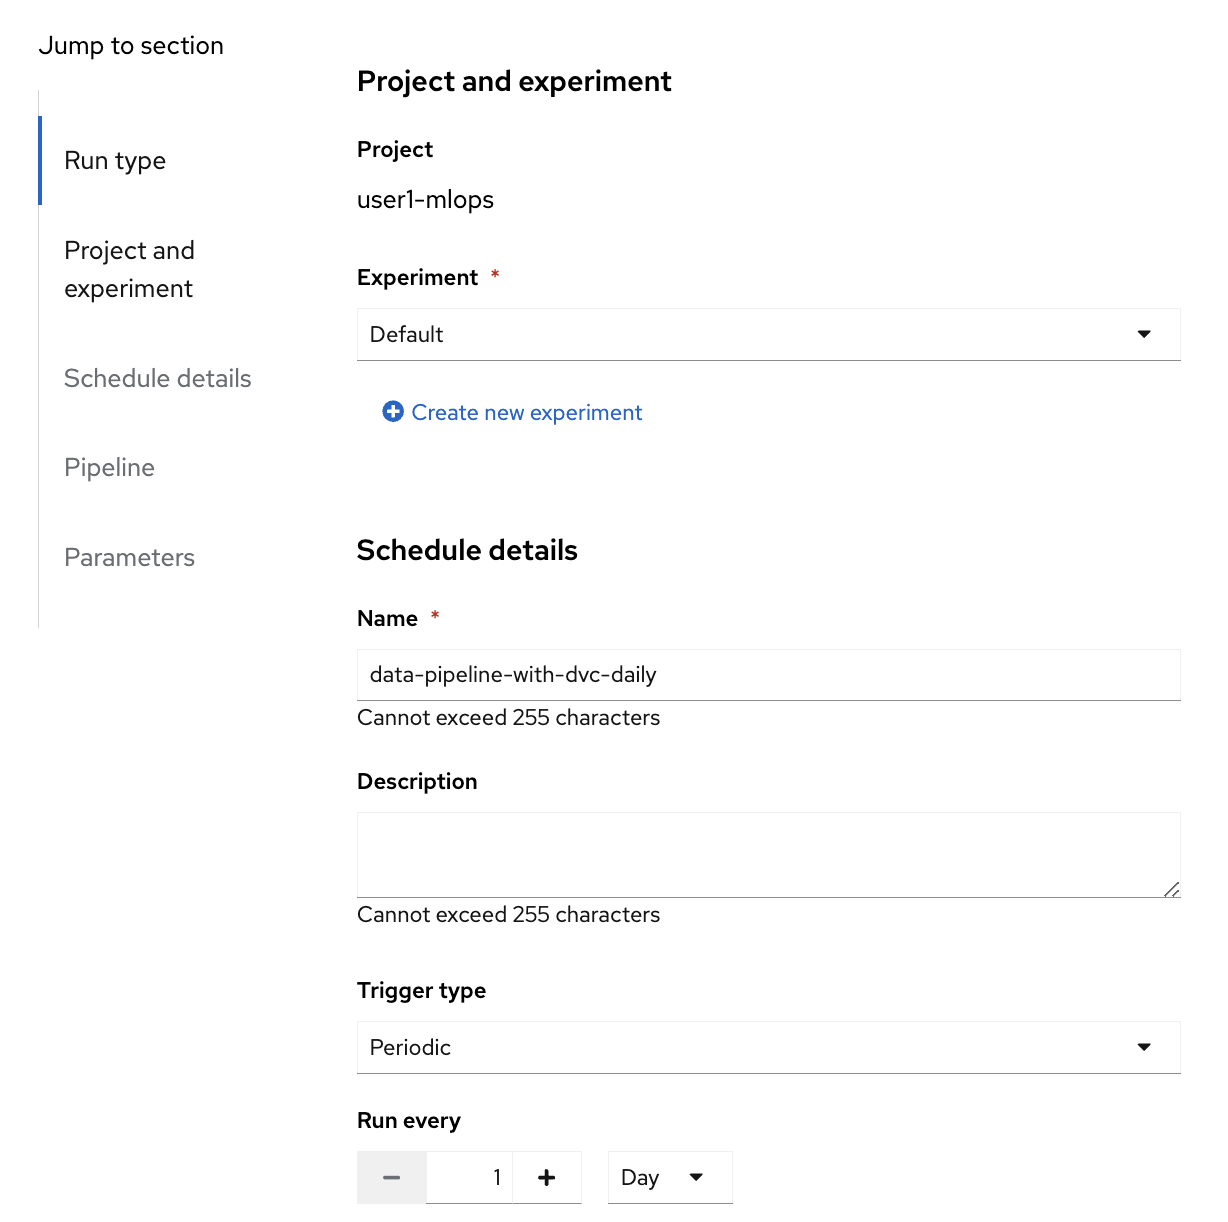 Jump to section
Run type
Project and
experiment
Schedule details
Pipeline
Parameters
Project and experiment
Project
user1-mlops
Experiment *
Default
Create new experiment
Schedule details
Name *
data-pipeline-with-dvc-daily
Cannot exceed 255 characters
Description
Cannot exceed 255 characters
Trigger type
Periodic
Run every
1 Day